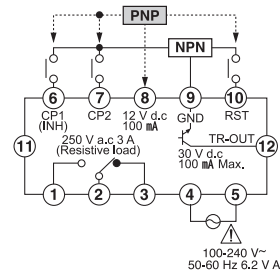 PNP
NPN
6 7 8 9 10
CP1 (INH) CP2 12 V d.c 100 mA GND RST
250 V a.c 3 A
(Resistive load)
TR-OUT
30 V d.c
100 mA Max.
11 12
1 2 3 4 5
100-240 V~
50-60 Hz 6.2 V A